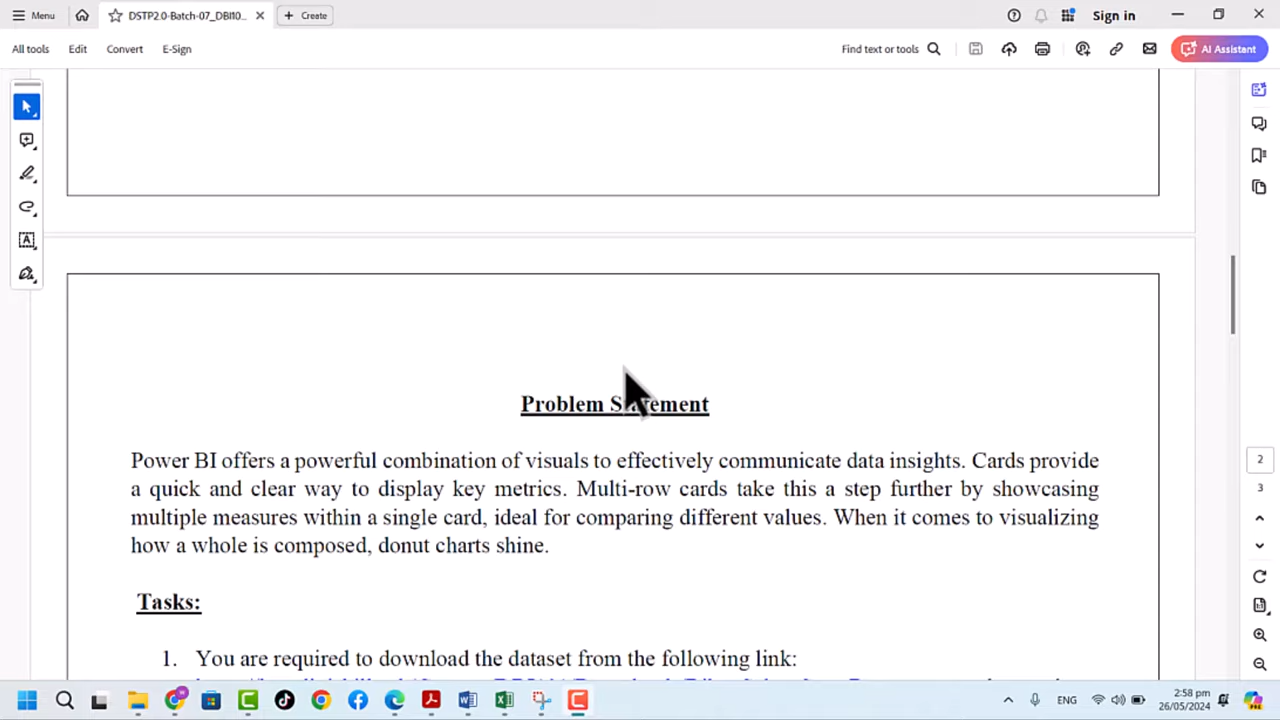 Menu
DSTP2.0-Batch-07_DBI10...
Create
Sign in
All tools
Edit
Convert
E-Sign
Find text or tools
AI Assistant
Problem Statement
Power BI offers a powerful combination of visuals to effectively communicate data insights. Cards provide
a quick and clear way to display key metrics. Multi-row cards take this a step further by showcasing
multiple measures within a single card, ideal for comparing different values. When it comes to visualizing
how a whole is composed, donut charts shine.
Tasks:
1. You are required to download the dataset from the following link:
2
3
ENG
2:58 pm
26/05/2024